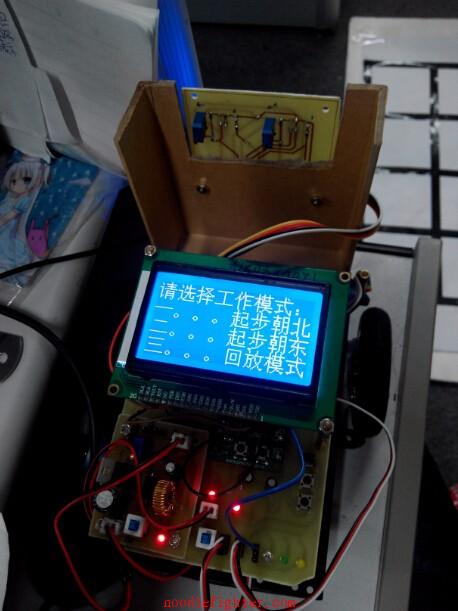 请选择工作模式：
一。。。起步朝北
二。。。起步朝东
三。。。回放模式
noodlefighter.com